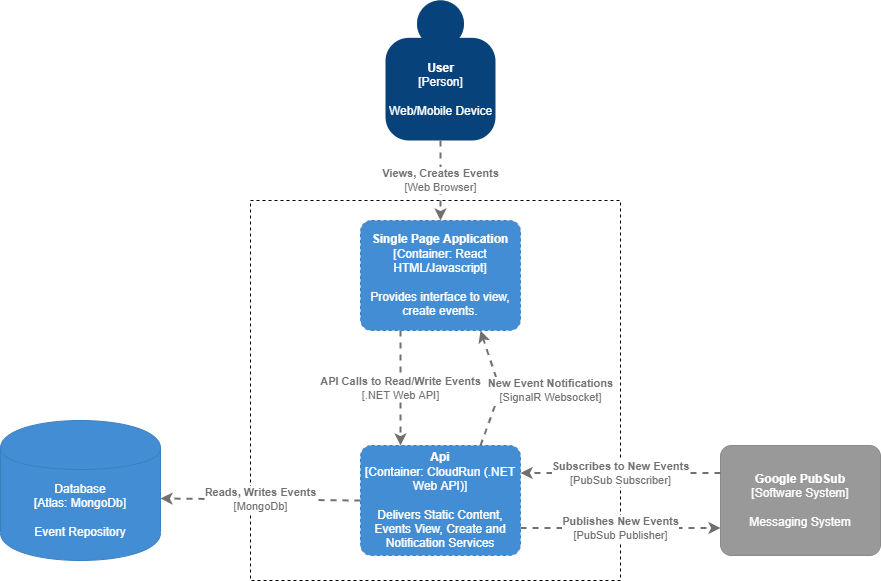 User
[Person]
Web/Mobile Device
Views, Creates Events
[Web Browser]
Single Page Application
[Container: React
HTML/Javascript]
Provides interface to view,
create events.
API Calls to Read/Write Events
[.NET Web API]
New Event Notifications
[SignalR Websocket]
Database
[Atlas: MongoDb]
Event Repository
Reads, Writes Events
[MongoDb]
Api
[Container: CloudRun (.NET
Web API)]
Delivers Static Content,
Events View, Create and
Notification Services
Subscribes to New Events
[PubSub Subscriber]
Publishes New Events
[PubSub Publisher]
Google PubSub
[Software System]
Messaging System